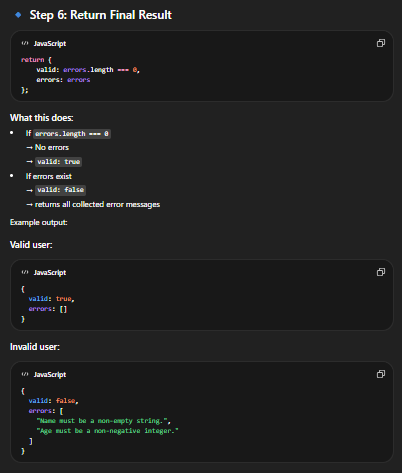 Step 6: Return Final Result
</> JavaScript
return {
    valid: errors.length === 0,
    errors: errors
};
What this does:
• If errors.length === 0
→ No errors
→ valid: true
• If errors exist
→ valid: false
→ returns all collected error messages
Example output:
Valid user:
</> JavaScript
{
  valid: true,
  errors: []
}
Invalid user:
</> JavaScript
{
  valid: false,
  errors: [
    "Name must be a non-empty string.",
    "Age must be a non-negative integer."
  ]
}